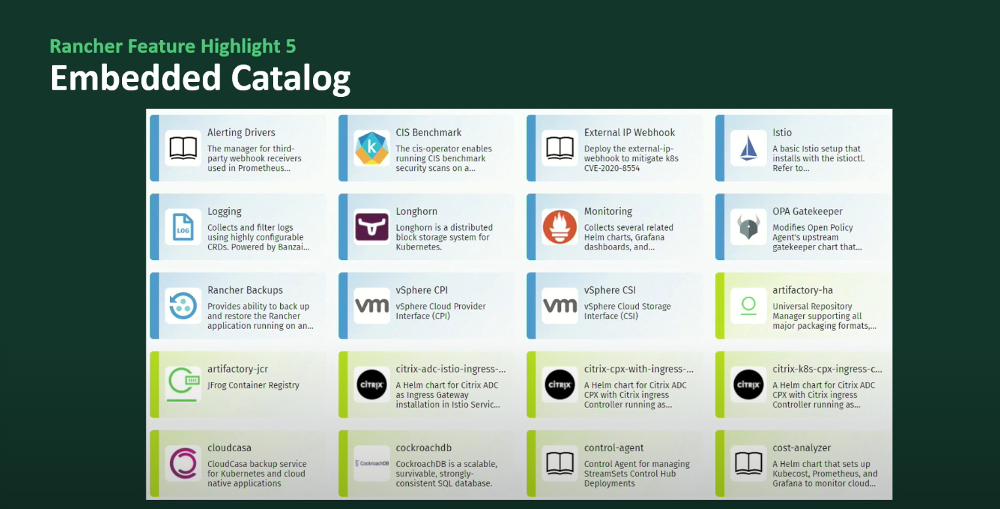 Rancher Feature Highlight 5
Embedded Catalog
Alerting Drivers
The manager for third-
party webhook receivers
used in Prometheus...
CIS Benchmark
The cis-operator enables
running CIS benchmark
security scans on a...
External IP Webhook
Deploy the external-ip-
webhook to mitigate k8s
CVE-2020-8554
Istio
A basic Istio setup that
installs with the istioctl.
Refer to...
LOG
Logging
Collects and filter logs
using highly configurable
CRDs. Powered by Banzai...
Longhorn
Longhorn is a distributed
block storage system for
Kubernetes.
Monitoring
Collects several related
Helm charts, Grafana
dashboards, and...
OPA Gatekeeper
Modifies Open Policy
Agent's upstream
gatekeeper chart that...
Rancher Backups
Provides ability to back up
and restore the Rancher
application running on an...
vm
vSphere CPI
vSphere Cloud Provider
Interface (CPI)
vm
vSphere CSI
vSphere Cloud Storage
Interface (CSI)
artifactory-ha
Universal Repository
Manager supporting all
major packaging formats,...
artifactory-jcr
JFrog Container Registry
citrix
citrix-adc-istio-ingress-...
A Helm chart for Citrix ADC
as Ingress Gateway
installation in Istio Servic...
citrix
citrix-cpx-with-ingress-...
A Helm chart for Citrix ADC
CPX with Citrix ingress
Controller running as...
citrix
citrix-k8s-cpx-ingress-c...
A Helm chart for Citrix ADC
CPX with Citrix ingress
Controller running as...
cloudcasa
CloudCasa backup service
for Kubernetes and cloud
native applications
CockroachDB
cockroachdb
CockroachDB is a scalable,
survivable, strongly-
consistent SQL database.
control-agent
Control Agent for managing
StreamSets Control Hub
Deployments
cost-analyzer
A Helm chart that sets up
Kubecost, Prometheus, and
Grafana to monitor cloud...